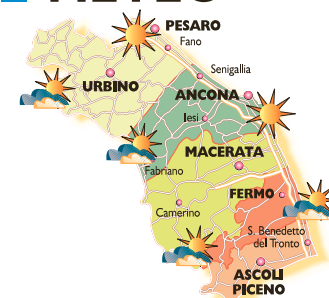 PESARO
Fano
URBINO
Senigallia
ANCONA
Iesi
MACERATA
Fabriano
FERMO
Camerino
S. Benedetto
del Tronto
ASCOLI
PICENO